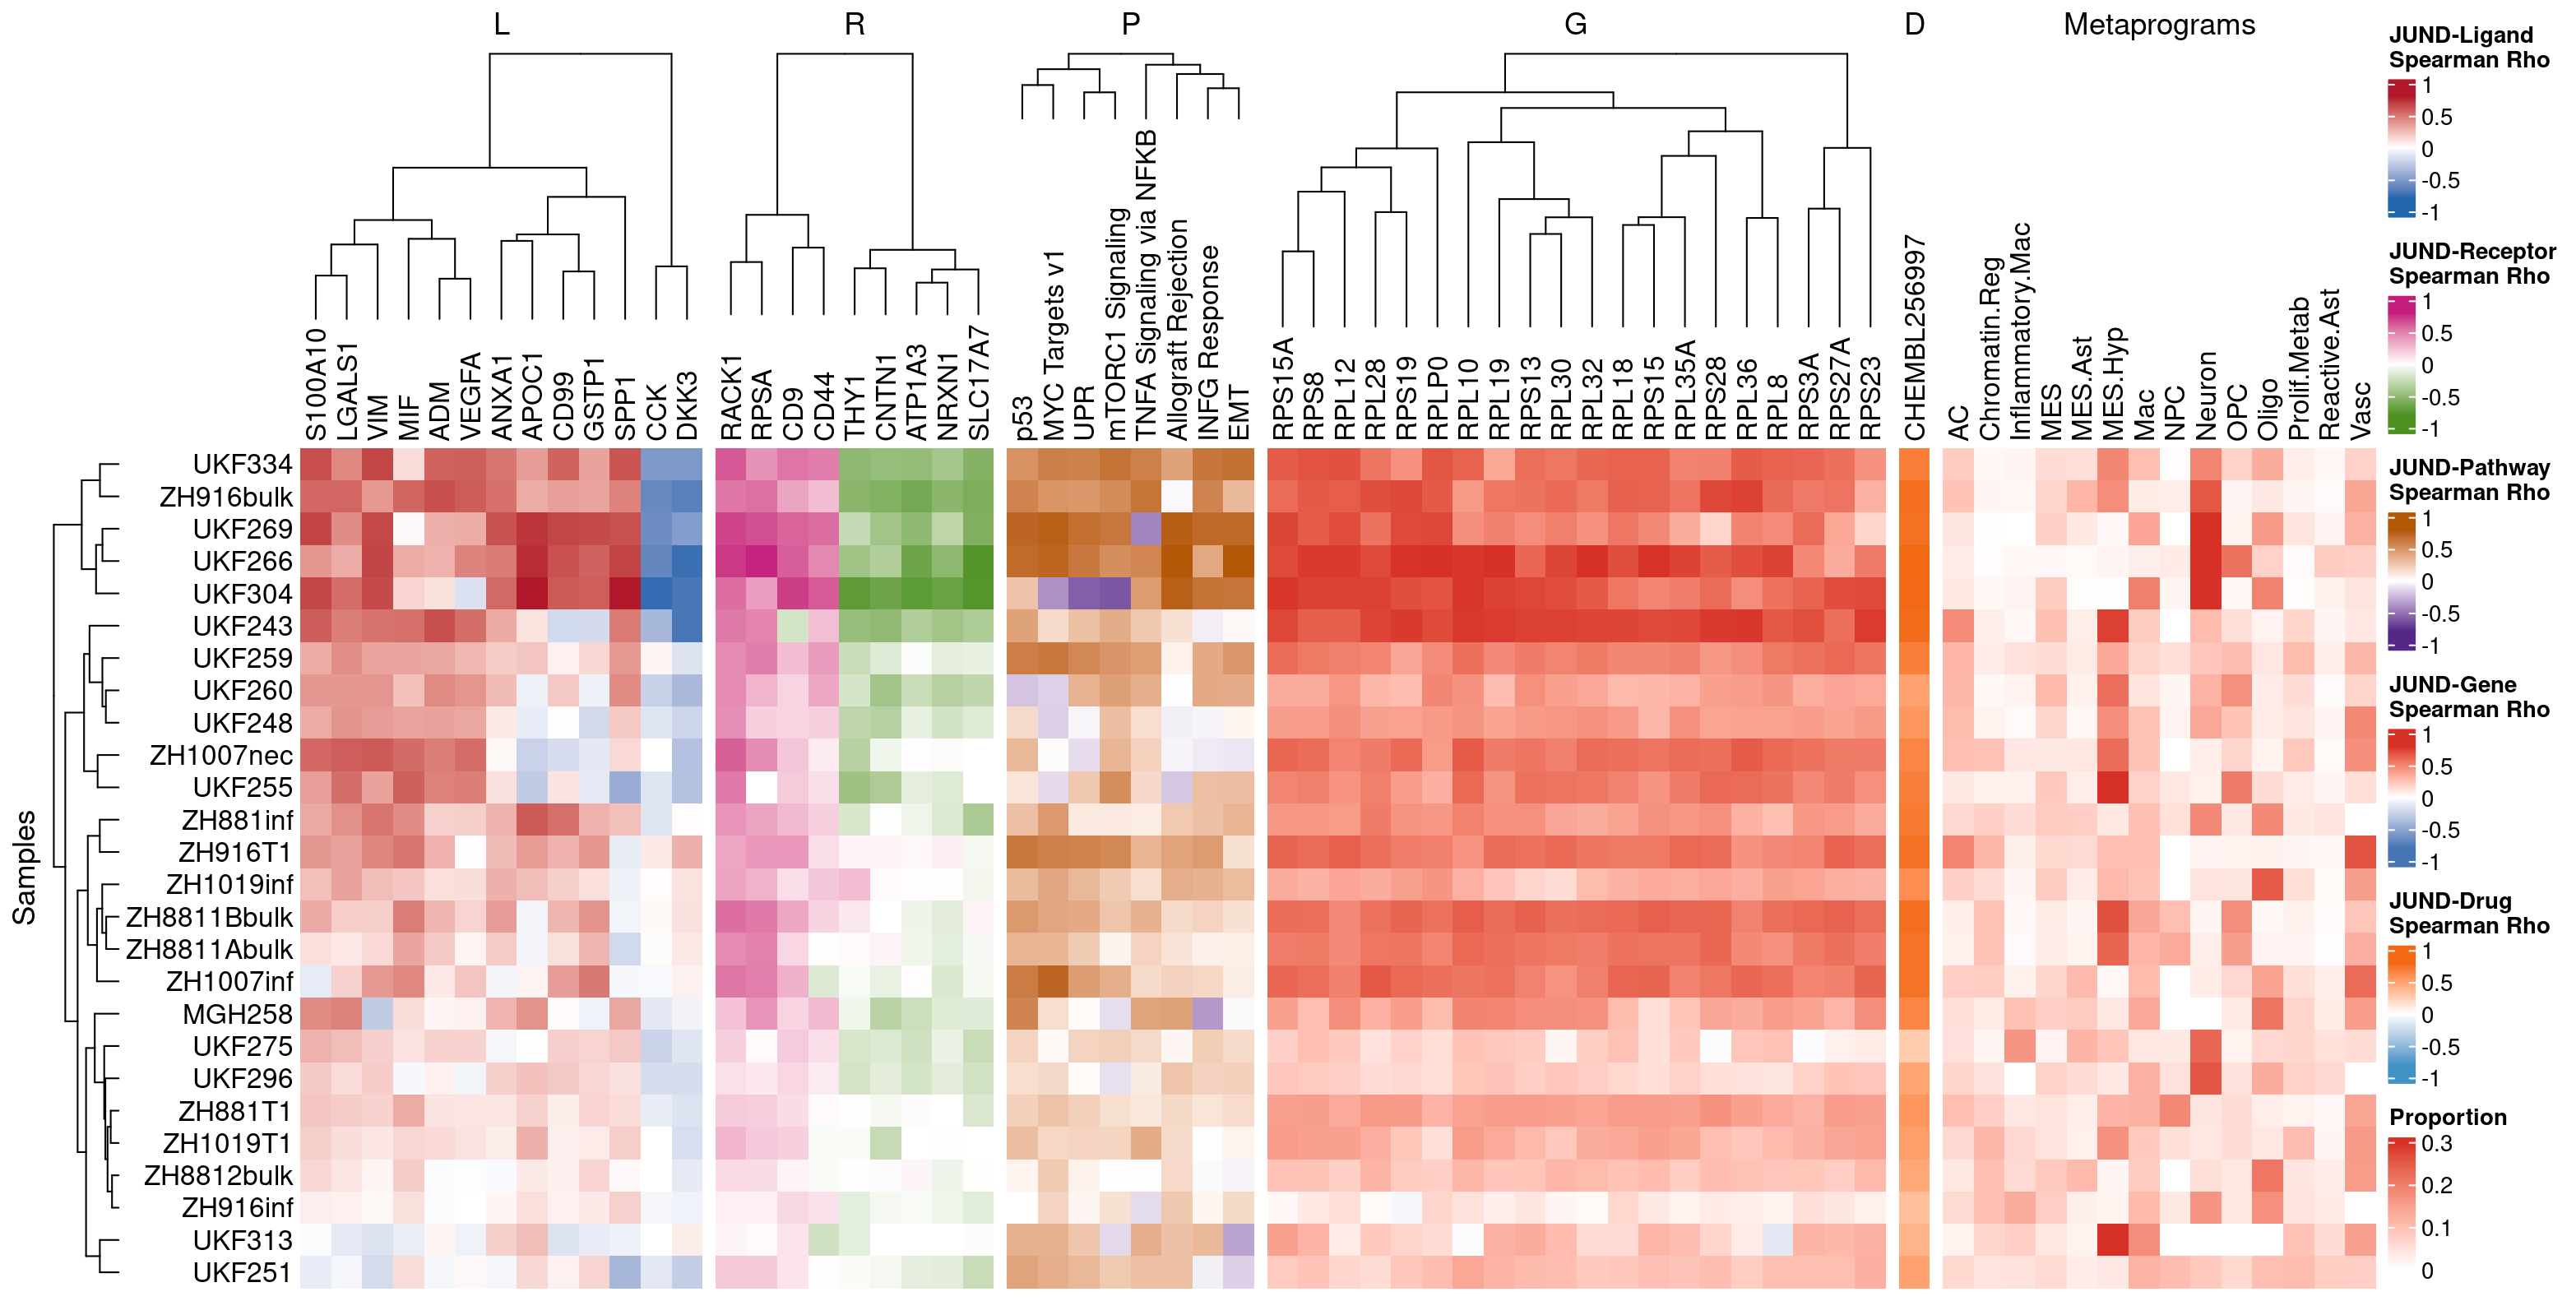 L
R
P
G
D
Metaprograms
S100A10
LGALS1
VIM
MIF
ADM
VEGFA
ANXA1
APOC1
CD99
GSTP1
SPP1
CCK
DKK3
RACK1
RPSA
CD9
CD44
THY1
CNTN1
ATP1A3
NRXN1
SLC17A7
p53
MYC Targets v1
UPR
mTORC1 Signaling
TNFA Signaling via NFKB
Allograft Rejection
INFG Response
EMT
RPS15A
RPS8
RPL12
RPL28
RPS19
RPLP0
RPL10
RPL19
RPS13
RPL30
RPL32
RPL18
RPS15
RPL35A
RPS28
RPL36
RPL8
RPS3A
RPS27A
RPS23
CHEMBL256997
AC
Chromatin.Reg
Inflammatory.Mac
MES
MES.Ast
MES.Hyp
Mac
NPC
Neuron
OPC
Oligo
Prolif.Metab
Reactive.Ast
Vasc
Samples
UKF334
ZH916bulk
UKF269
UKF266
UKF304
UKF243
UKF259
UKF260
UKF248
ZH1007nec
UKF255
ZH881inf
ZH916T1
ZH1019inf
ZH8811Bbulk
ZH8811Abulk
ZH1007inf
MGH258
UKF275
UKF296
ZH881T1
ZH1019T1
ZH8812bulk
ZH916inf
UKF313
UKF251
JUND-Ligand
Spearman Rho
1
0.5
0
-0.5
-1
JUND-Receptor
Spearman Rho
1
0.5
0
-0.5
-1
JUND-Pathway
Spearman Rho
1
0.5
0
-0.5
-1
JUND-Gene
Spearman Rho
1
0.5
0
-0.5
-1
JUND-Drug
Spearman Rho
1
0.5
0
-0.5
-1
Proportion
0.3
0.2
0.1
0